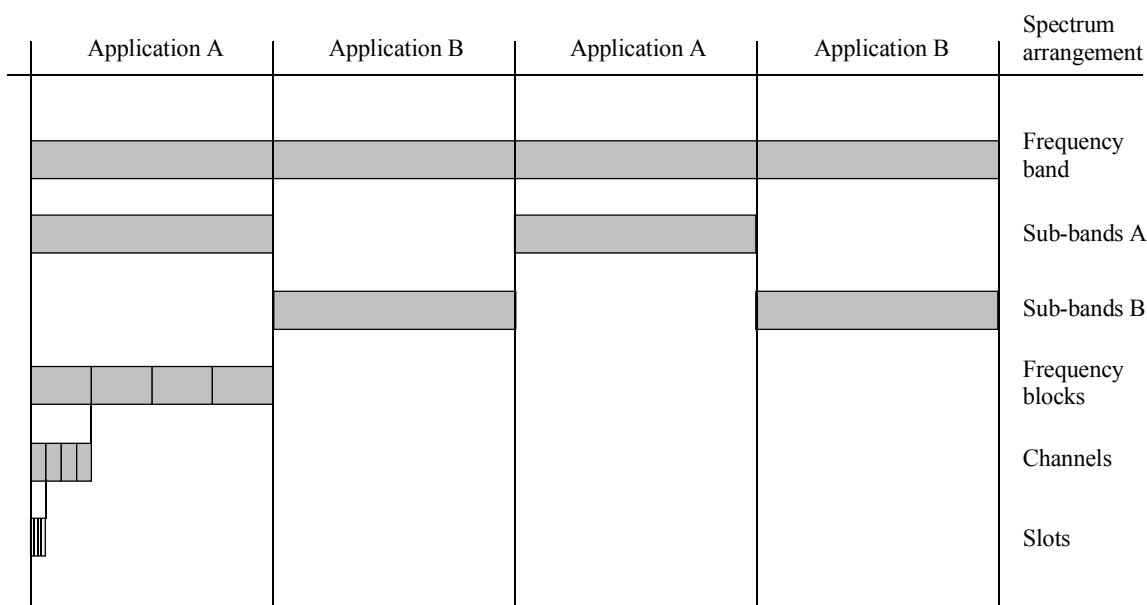 Application A
Application B
Application A
Application B
Spectrum
arrangement
Frequency
band
Sub-bands A
Sub-bands B
Frequency
blocks
Channels
Slots